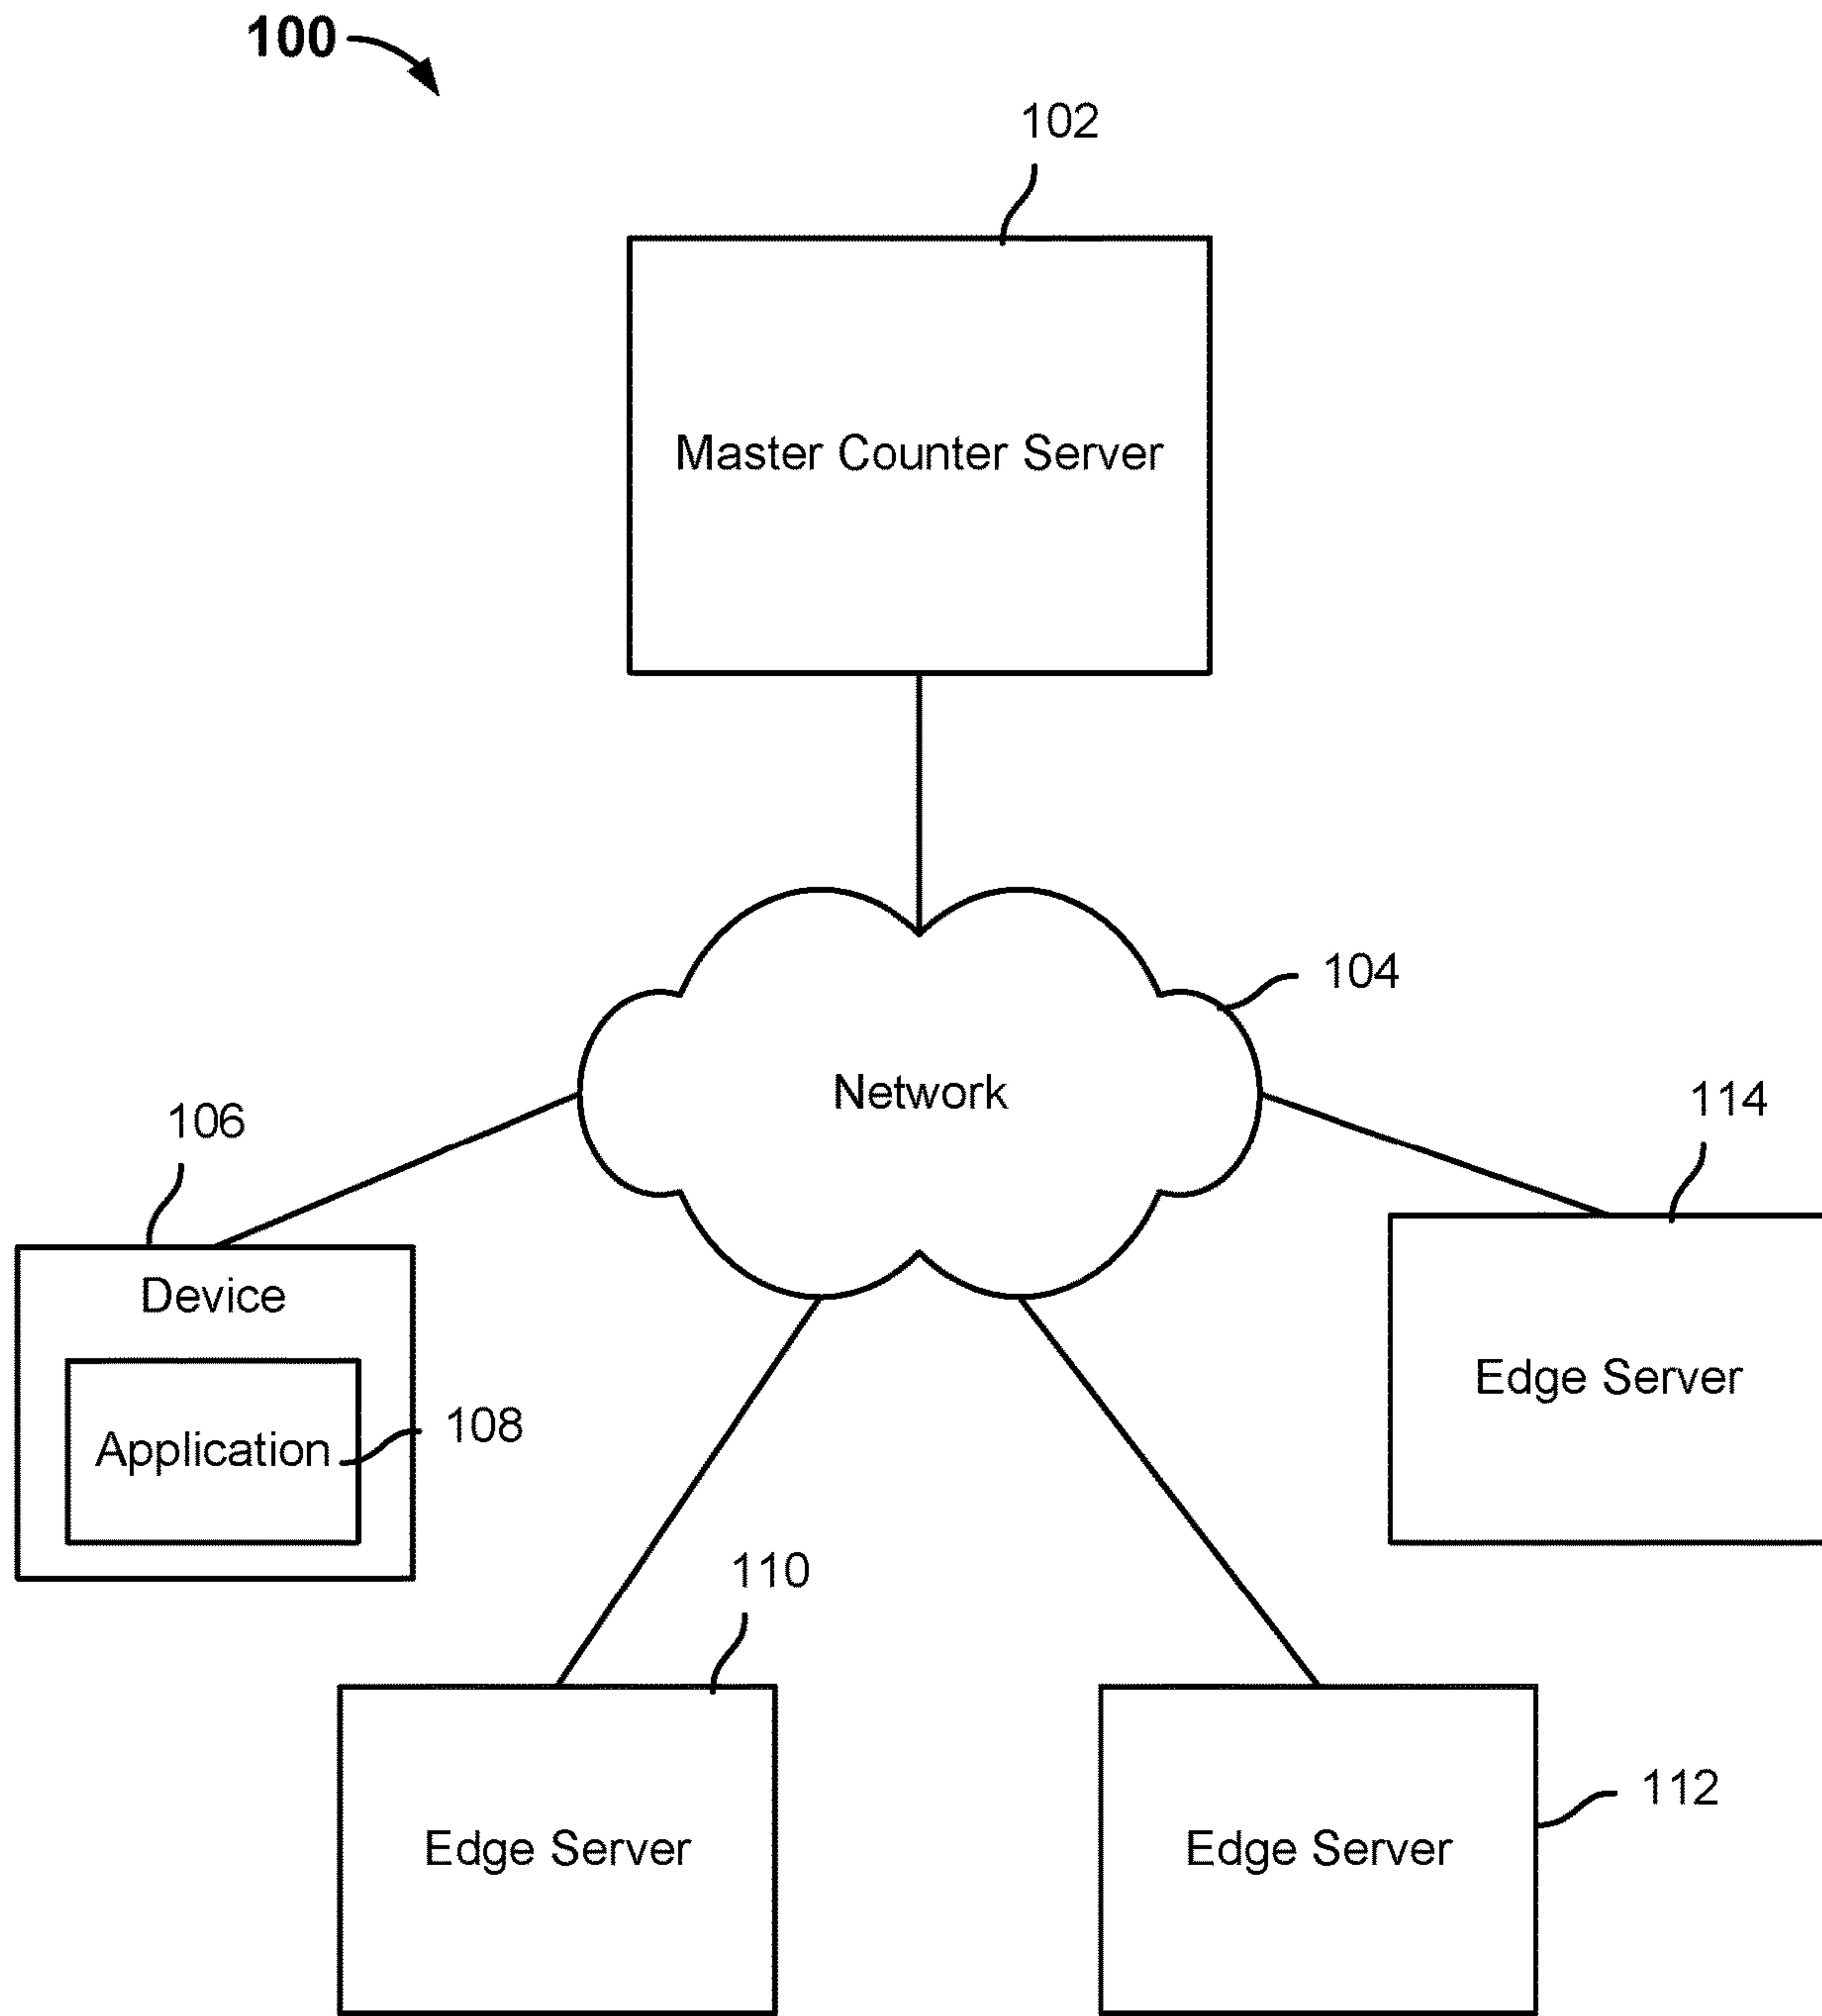 100
102
Master Counter Server
104
Network
106
114
Device
Edge Server
Application
108
110
112
Edge Server
Edge Server